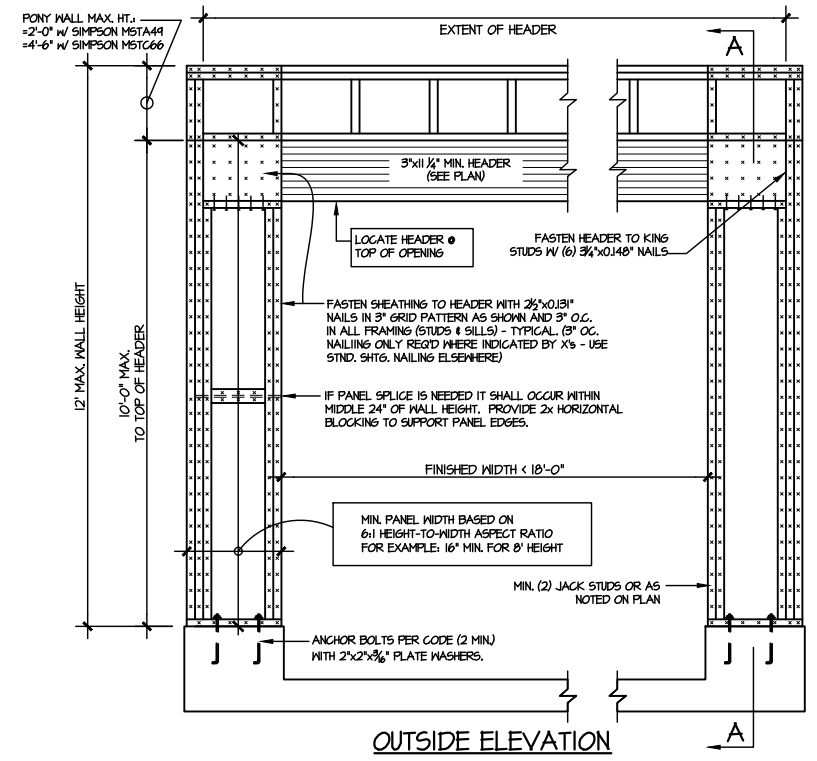 PONY WALL MAX. HT.:
=2'-0" W/ SIMPSON MSTA49
=4'-6" W/ SIMPSON MSTC66
EXTENT OF HEADER
A
3"x11 1/4" MIN. HEADER
(SEE PLAN)
LOCATE HEADER @
TOP OF OPENING
FASTEN HEADER TO KING
STUDS W/ (6) 3 1/4"x0.148" NAILS
FASTEN SHEATHING TO HEADER WITH 2 1/2"x0.131"
NAILS IN 3" GRID PATTERN AS SHOWN AND 3" O.C.
IN ALL FRAMING (STUDS & SILLS) - TYPICAL. (3" OC.
NAILING ONLY REQ'D WHERE INDICATED BY X's - USE
STND. SHTG. NAILING ELSEWHERE)
12' MAX. WALL HEIGHT
10'-0" MAX.
TO TOP OF HEADER
IF PANEL SPLICE IS NEEDED IT SHALL OCCUR WITHIN
MIDDLE 24" OF WALL HEIGHT. PROVIDE 2x HORIZONTAL
BLOCKING TO SUPPORT PANEL EDGES.
FINISHED WIDTH < 18'-0"
MIN. PANEL WIDTH BASED ON
6:1 HEIGHT-TO-WIDTH ASPECT RATIO
FOR EXAMPLE: 16" MIN. FOR 8' HEIGHT
MIN. (2) JACK STUDS OR AS
NOTED ON PLAN
ANCHOR BOLTS PER CODE (2 MIN.)
WITH 2"x2"x3/16" PLATE WASHERS.
A
OUTSIDE ELEVATION